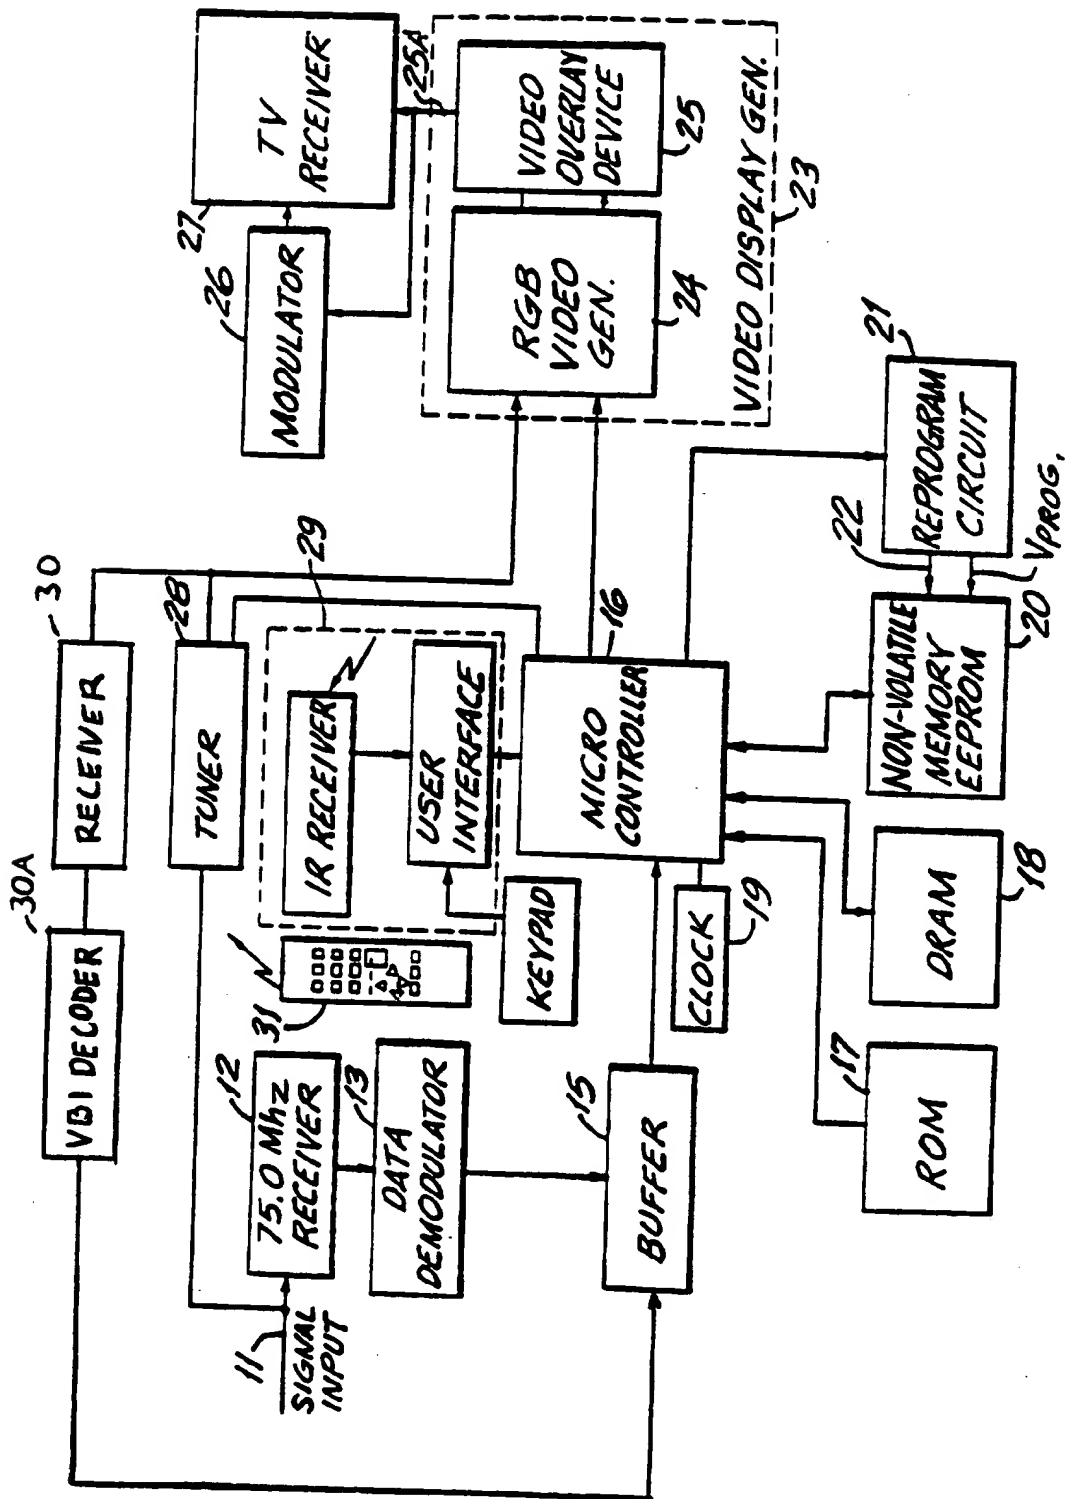 30A
VBI DECODER
30
RECEIVER
28
TUNER
11
SIGNAL
INPUT
12
75.0 Mhz
RECEIVER
13
DATA
DEMODULATOR
31
29
IR RECEIVER
USER
INTERFACE
KEYPAD
15
BUFFER
16
MICRO
CONTROLLER
CLOCK
19
17
ROM
DRAM
18
NON-VOLATILE
MEMORY
EEPROM
20
22
VPROG.
21
REPROGRAM
CIRCUIT
26
MODULATOR
27
TV
RECEIVER
25A
RGB
VIDEO
GEN.
24
VIDEO
OVERLAY
DEVICE
25
VIDEO DISPLAY GEN.
23